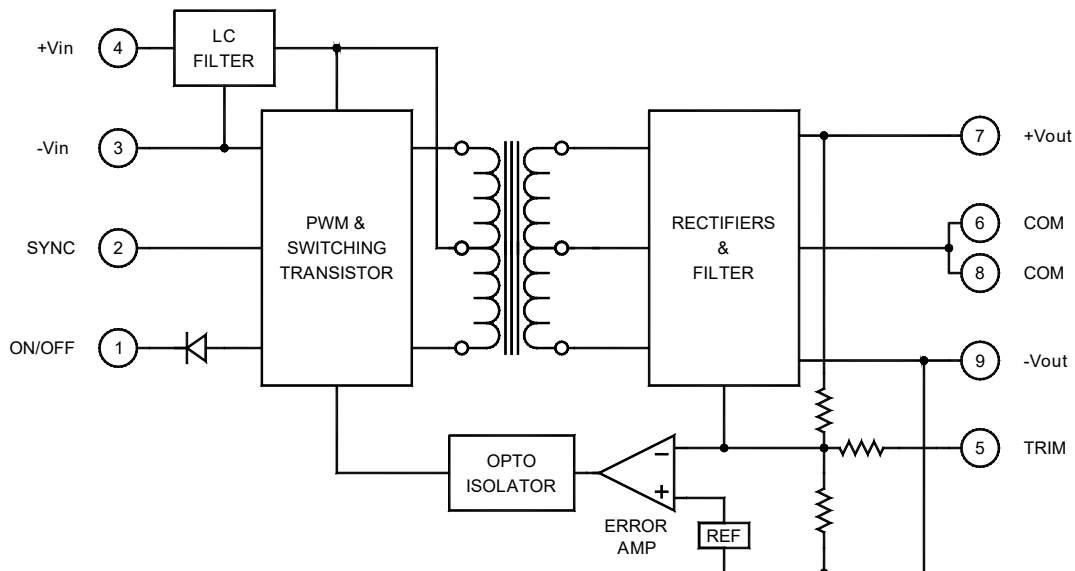 +Vin 4
LC
FILTER
-Vin 3
SYNC 2
ON/OFF 1
PWM &
SWITCHING
TRANSISTOR
RECTIFIERS
&
FILTER
7 +Vout
6 COM
8 COM
9 -Vout
5 TRIM
OPTO
ISOLATOR
−
+
ERROR
AMP
REF